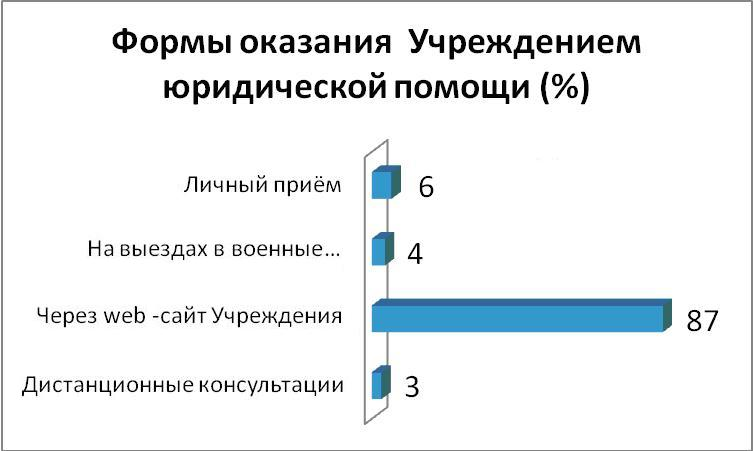 Формы оказания Учреждением
юридической помощи (%)
Личный приём 6
На выездах в военные... 4
Через web -сайт Учреждения 87
Дистанционные консультации 3